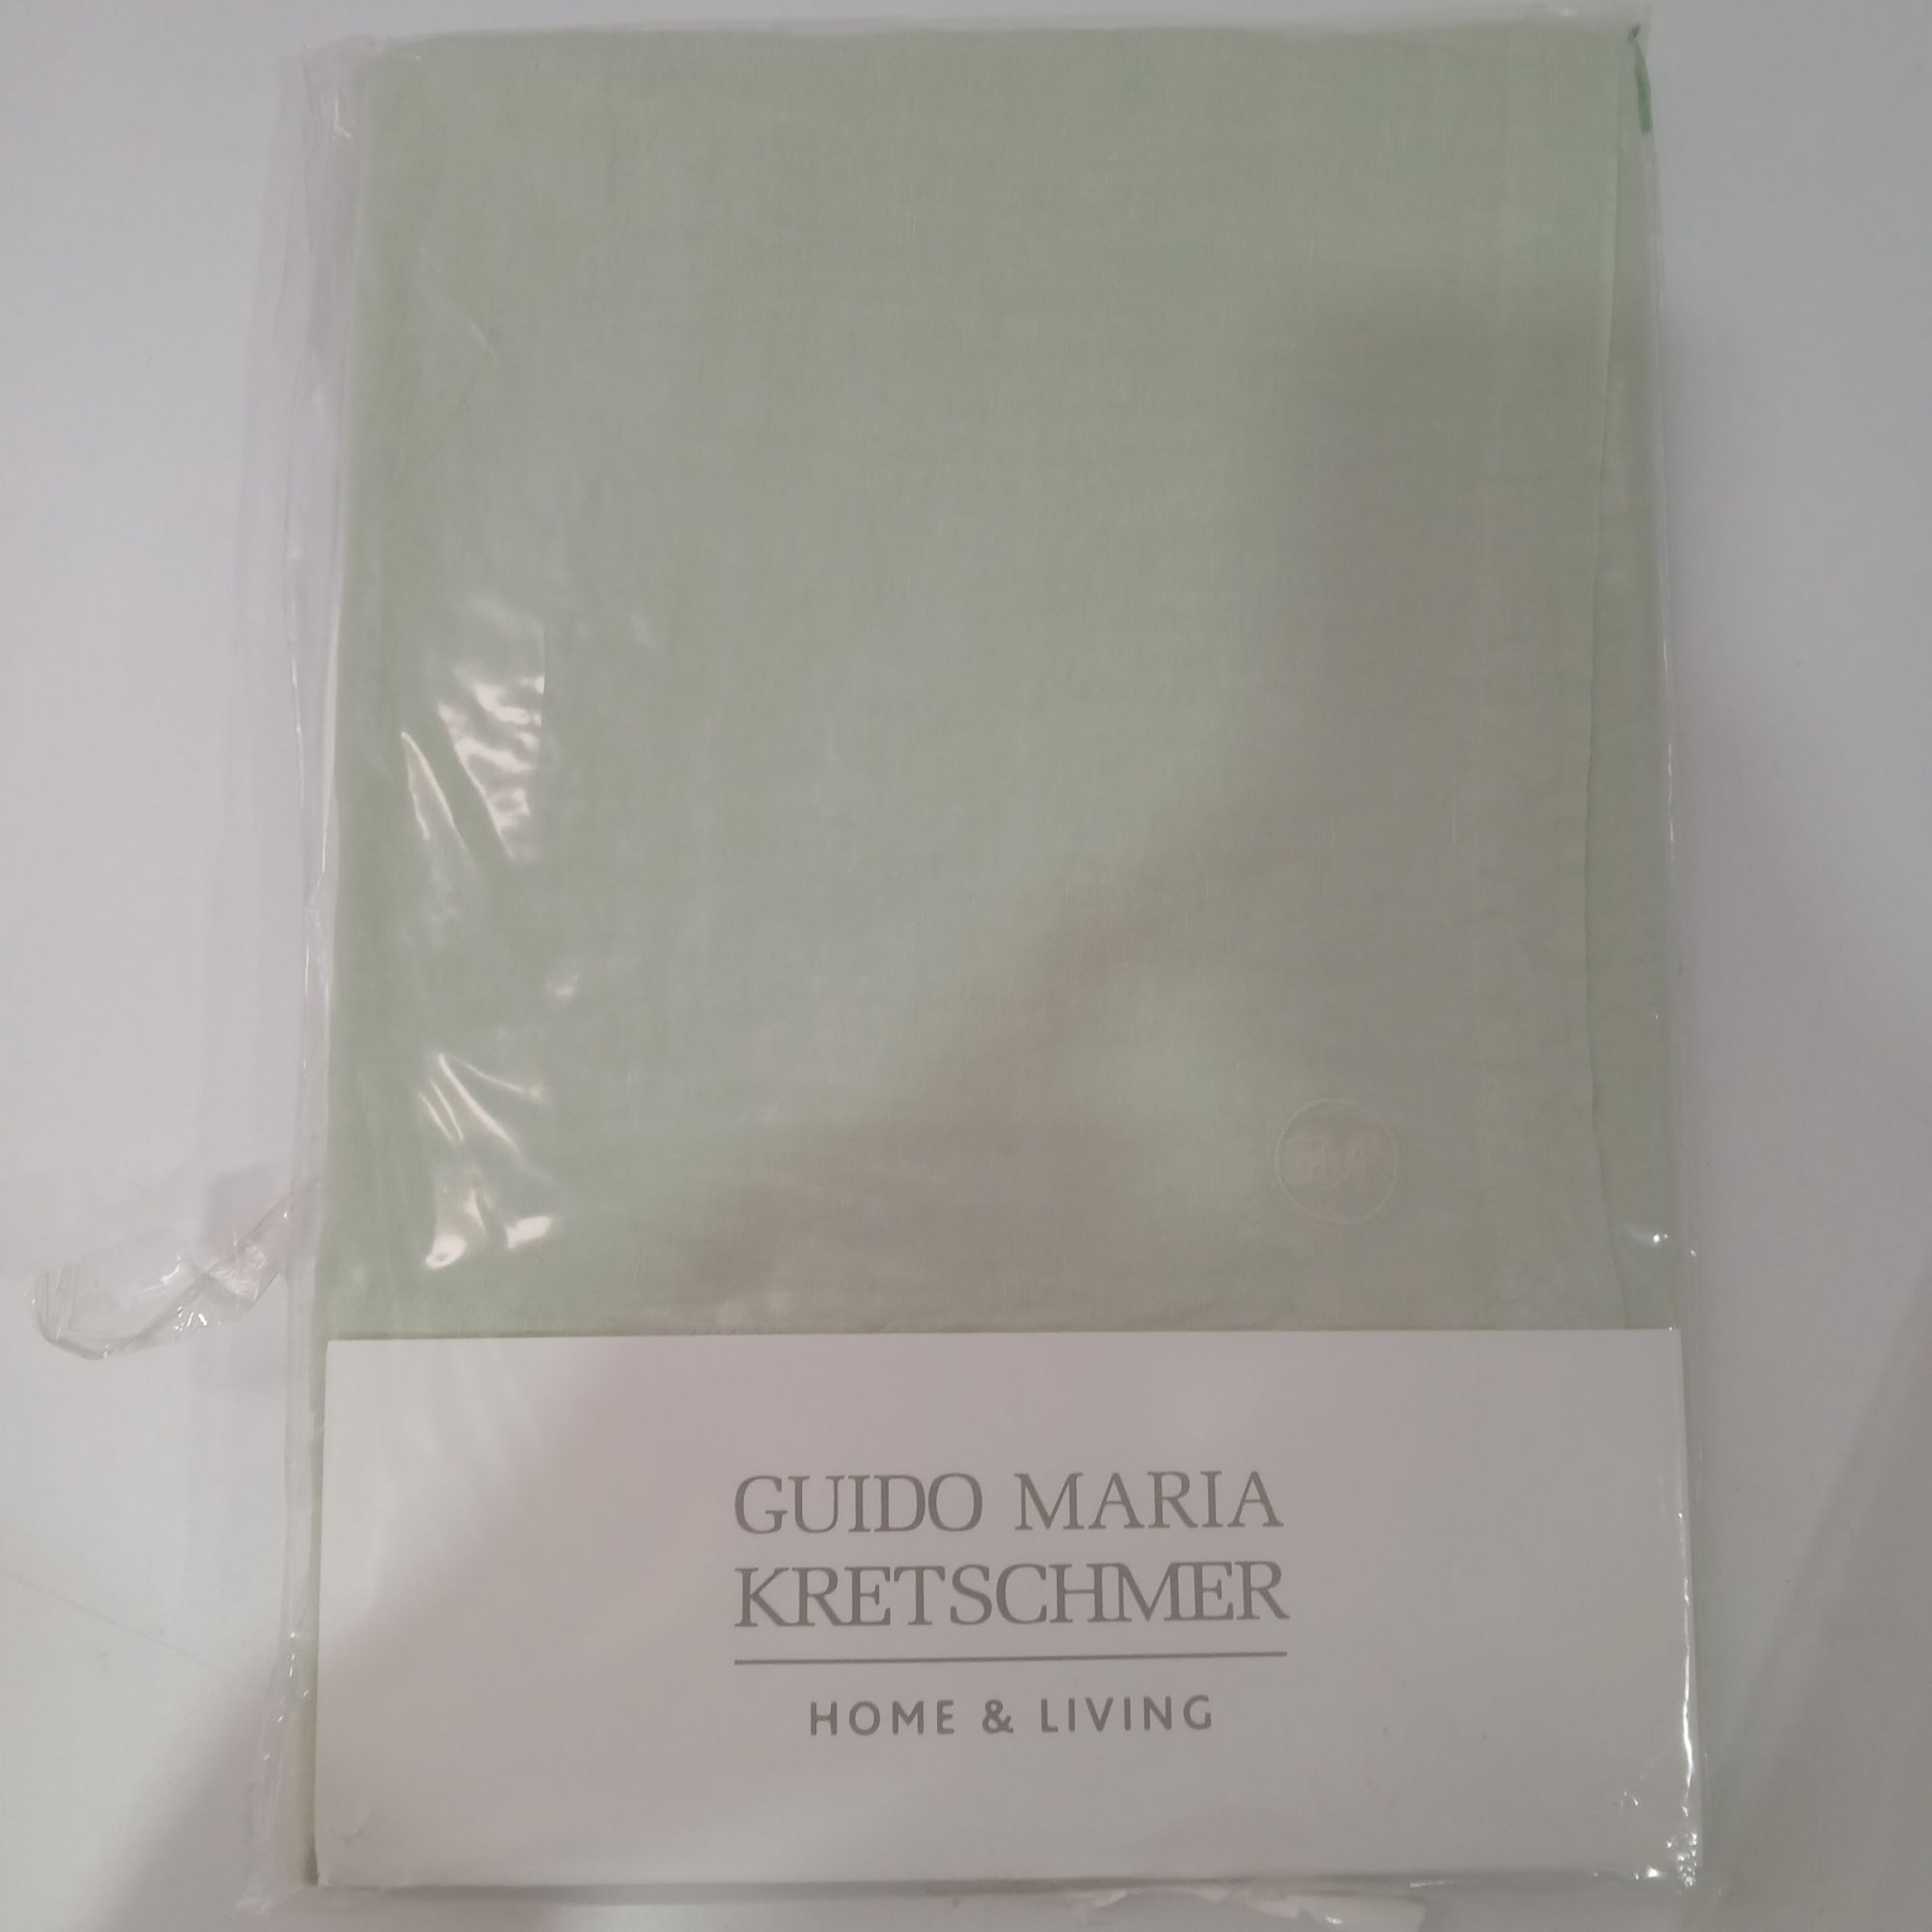 GUIDO MARIA
KRETSCHMER
HOME & LIVING